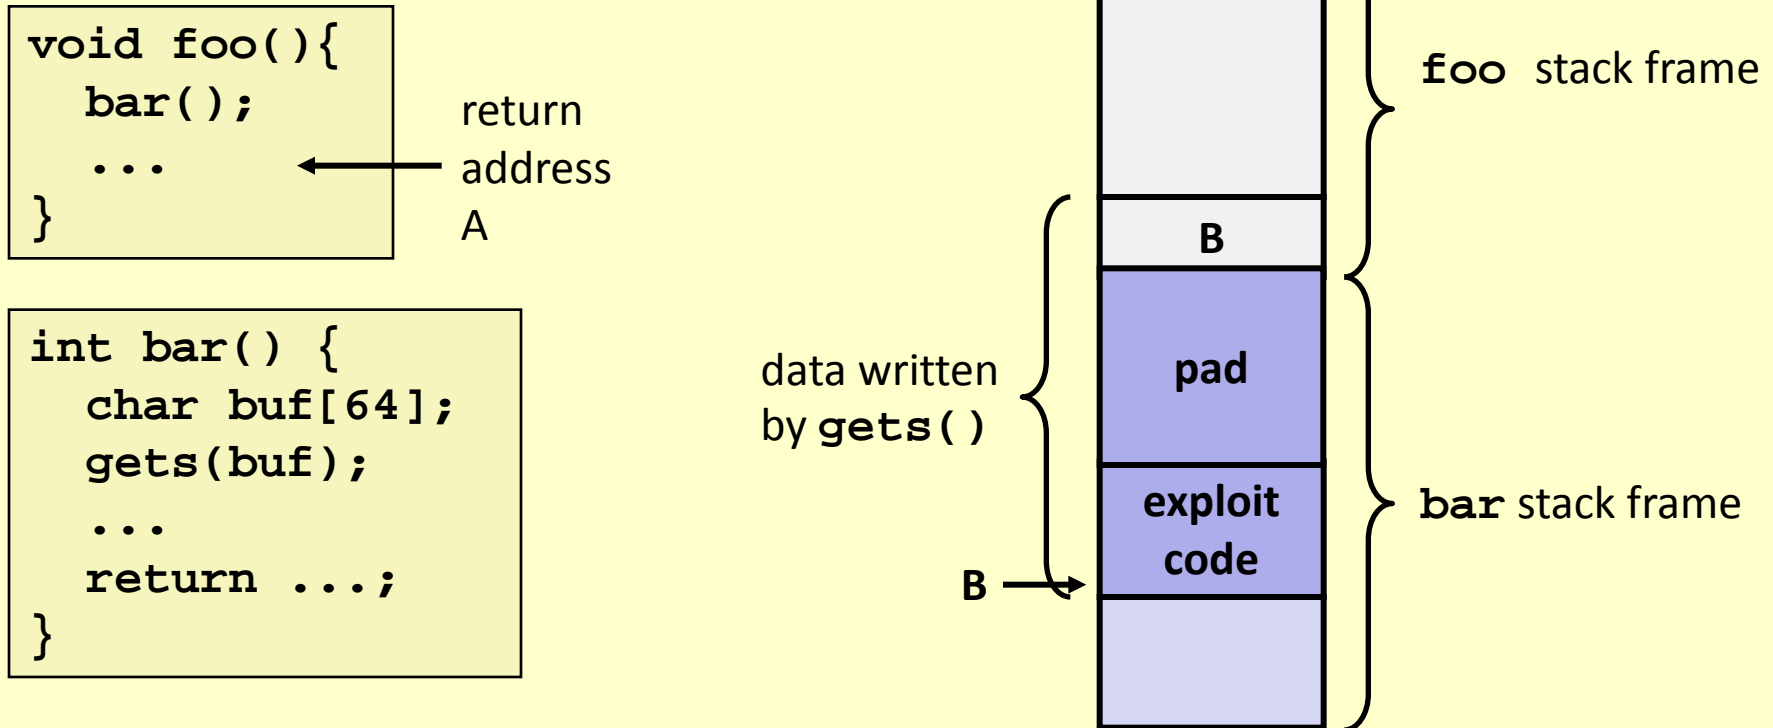 void foo(){
bar();
...
}
return
address
A
int bar() {
char buf[64];
gets(buf);
...
return ...;
}
data written
by gets()
B
B
pad
exploit
code
foo stack frame
bar stack frame